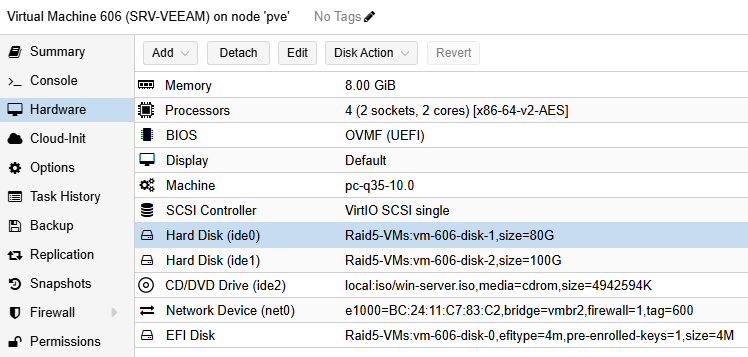 Virtual Machine 606 (SRV-VEEAM) on node 'pve' No Tags
Summary
Console
Hardware
Cloud-Init
Options
Task History
Backup
Replication
Snapshots
Firewall
Permissions
Add Detach Edit Disk Action Revert
Memory 8.00 GiB
Processors 4 (2 sockets, 2 cores) [x86-64-v2-AES]
BIOS OVMF (UEFI)
Display Default
Machine pc-q35-10.0
SCSI Controller VirtIO SCSI single
Hard Disk (ide0) Raid5-VMs:vm-606-disk-1,size=80G
Hard Disk (ide1) Raid5-VMs:vm-606-disk-2,size=100G
CD/DVD Drive (ide2) local:iso/win-server.iso,media=cdrom,size=4942594K
Network Device (net0) e1000=BC:24:11:C7:83:C2,bridge=vmbr2,firewall=1,tag=600
EFI Disk Raid5-VMs:vm-606-disk-0,efitype=4m,pre-enrolled-keys=1,size=4M